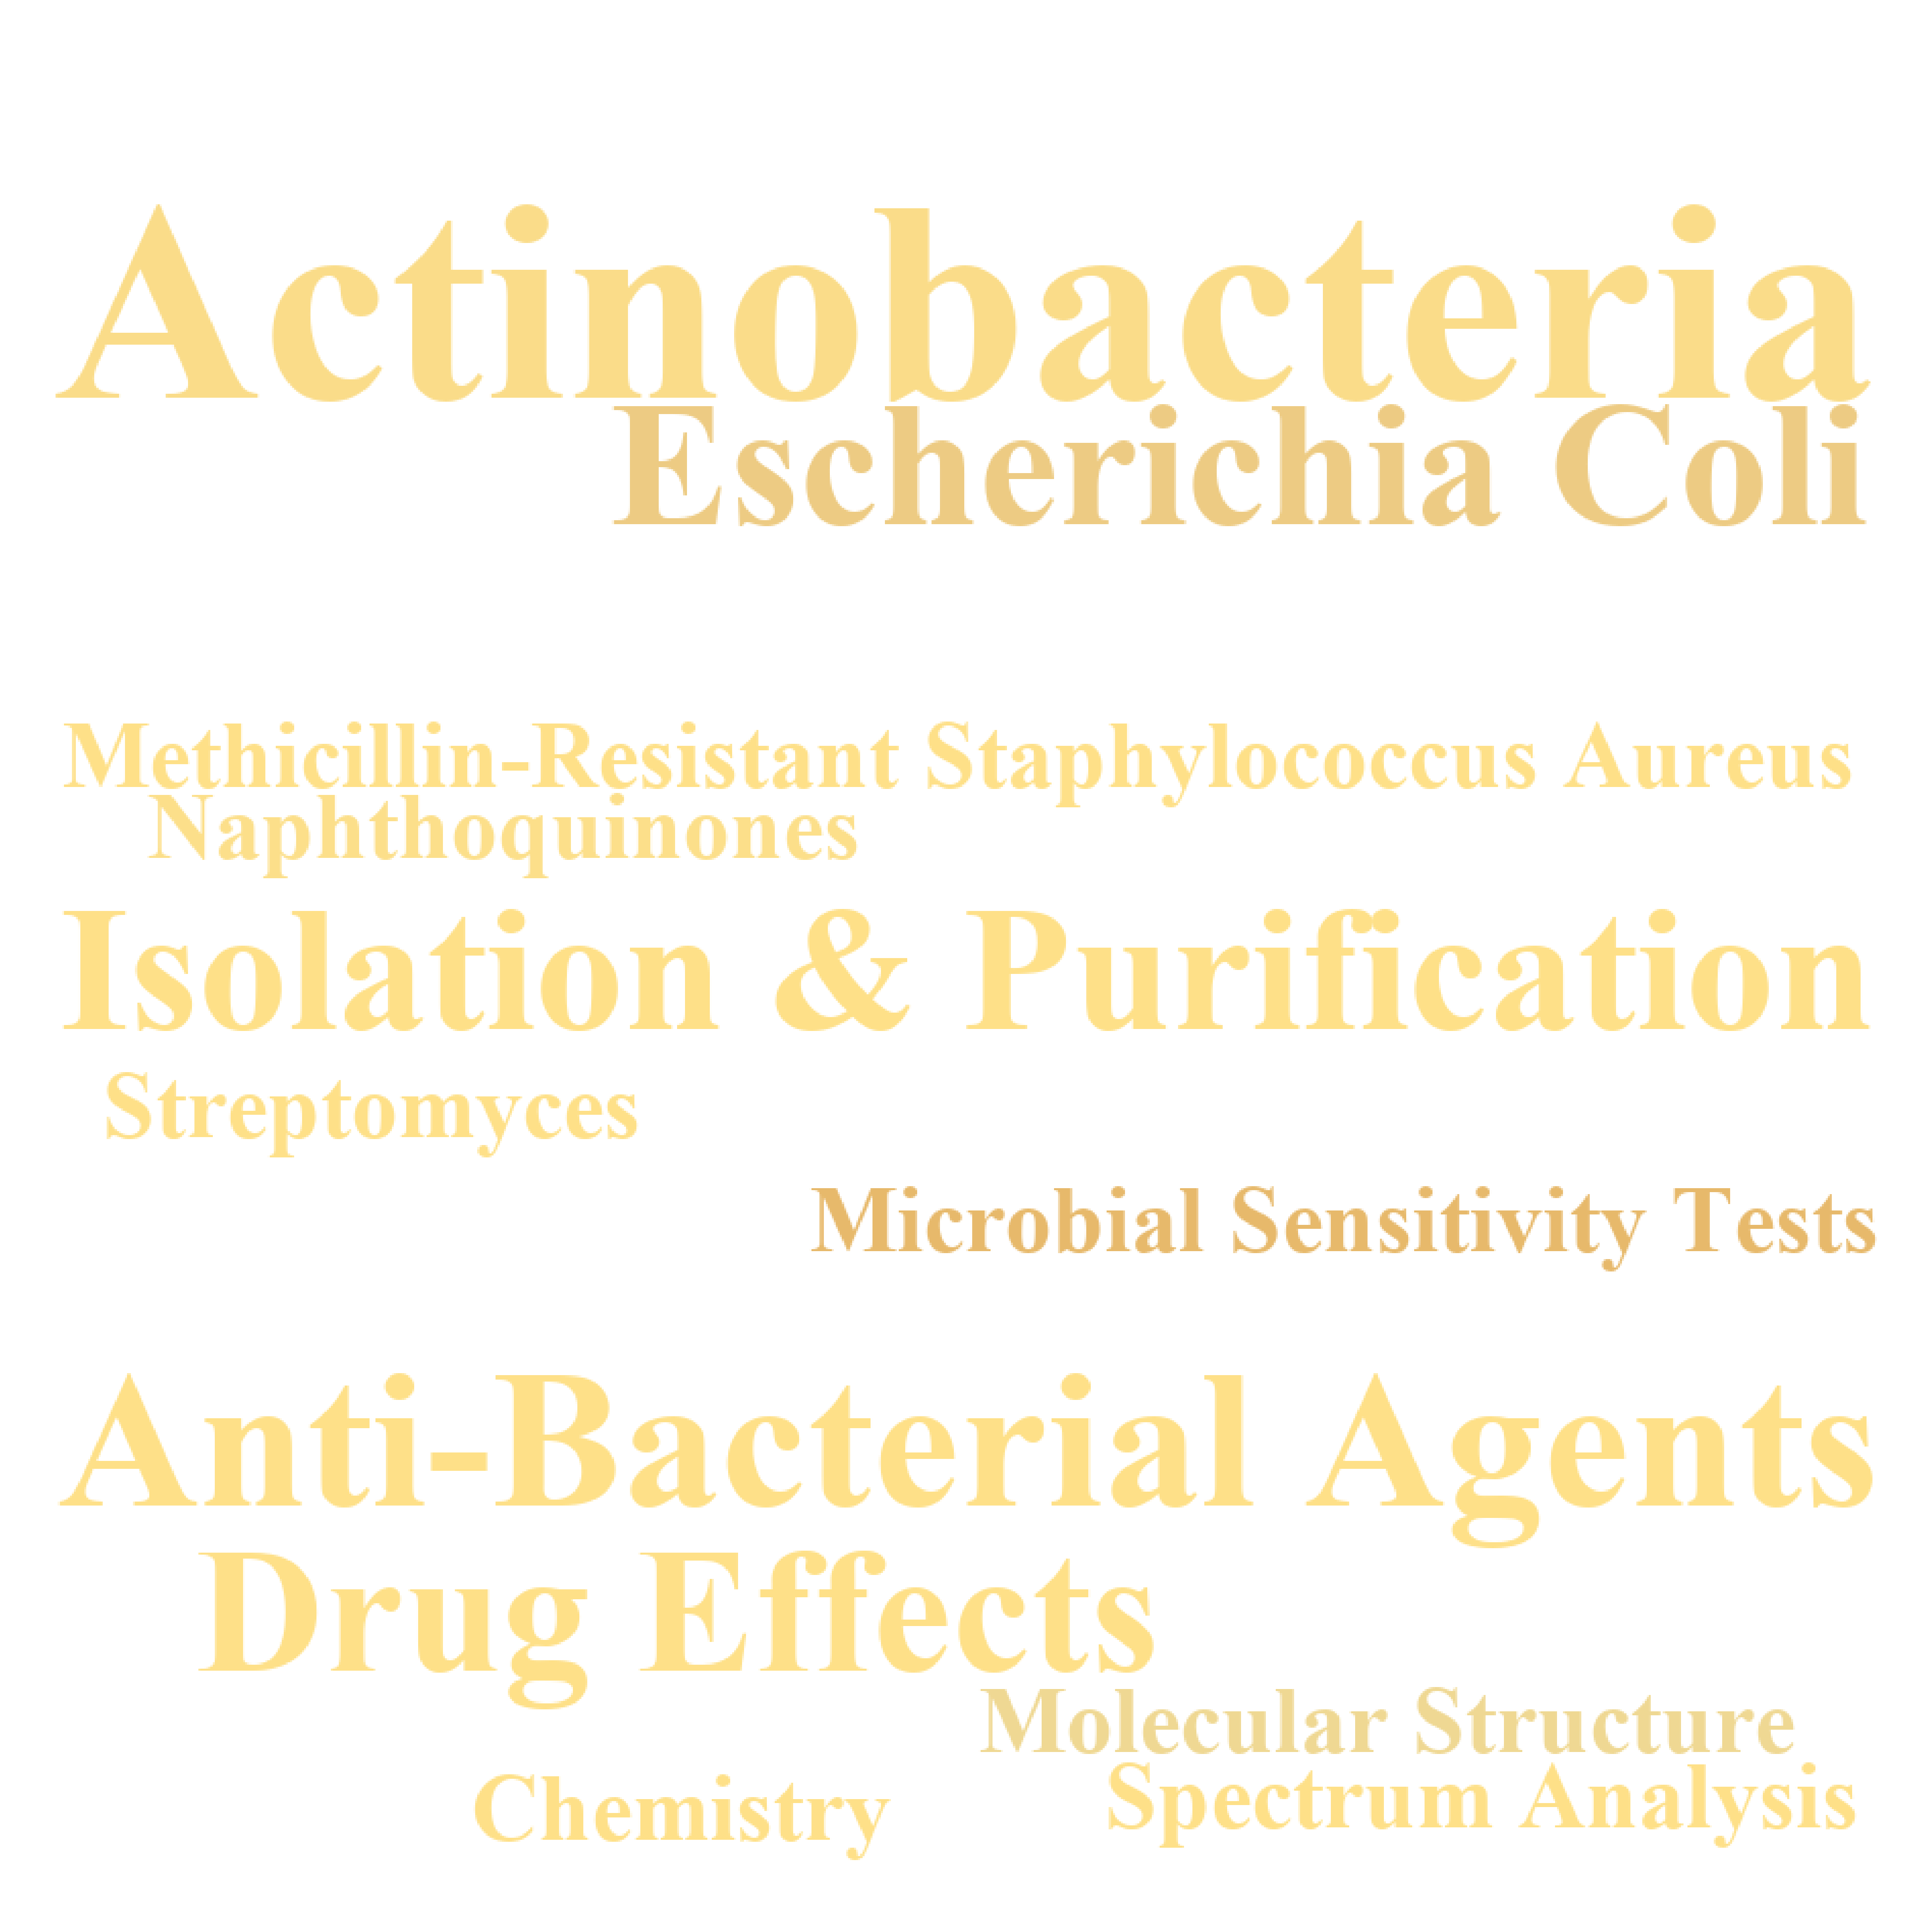 Actinobacteria
Escherichia Coli
Methicillin-Resistant Staphylococcus Aureus
Naphthoquinones
Isolation & Purification
Streptomyces
Microbial Sensitivity Tests
Anti-Bacterial Agents
Drug Effects
Molecular Structure
Chemistry
Spectrum Analysis